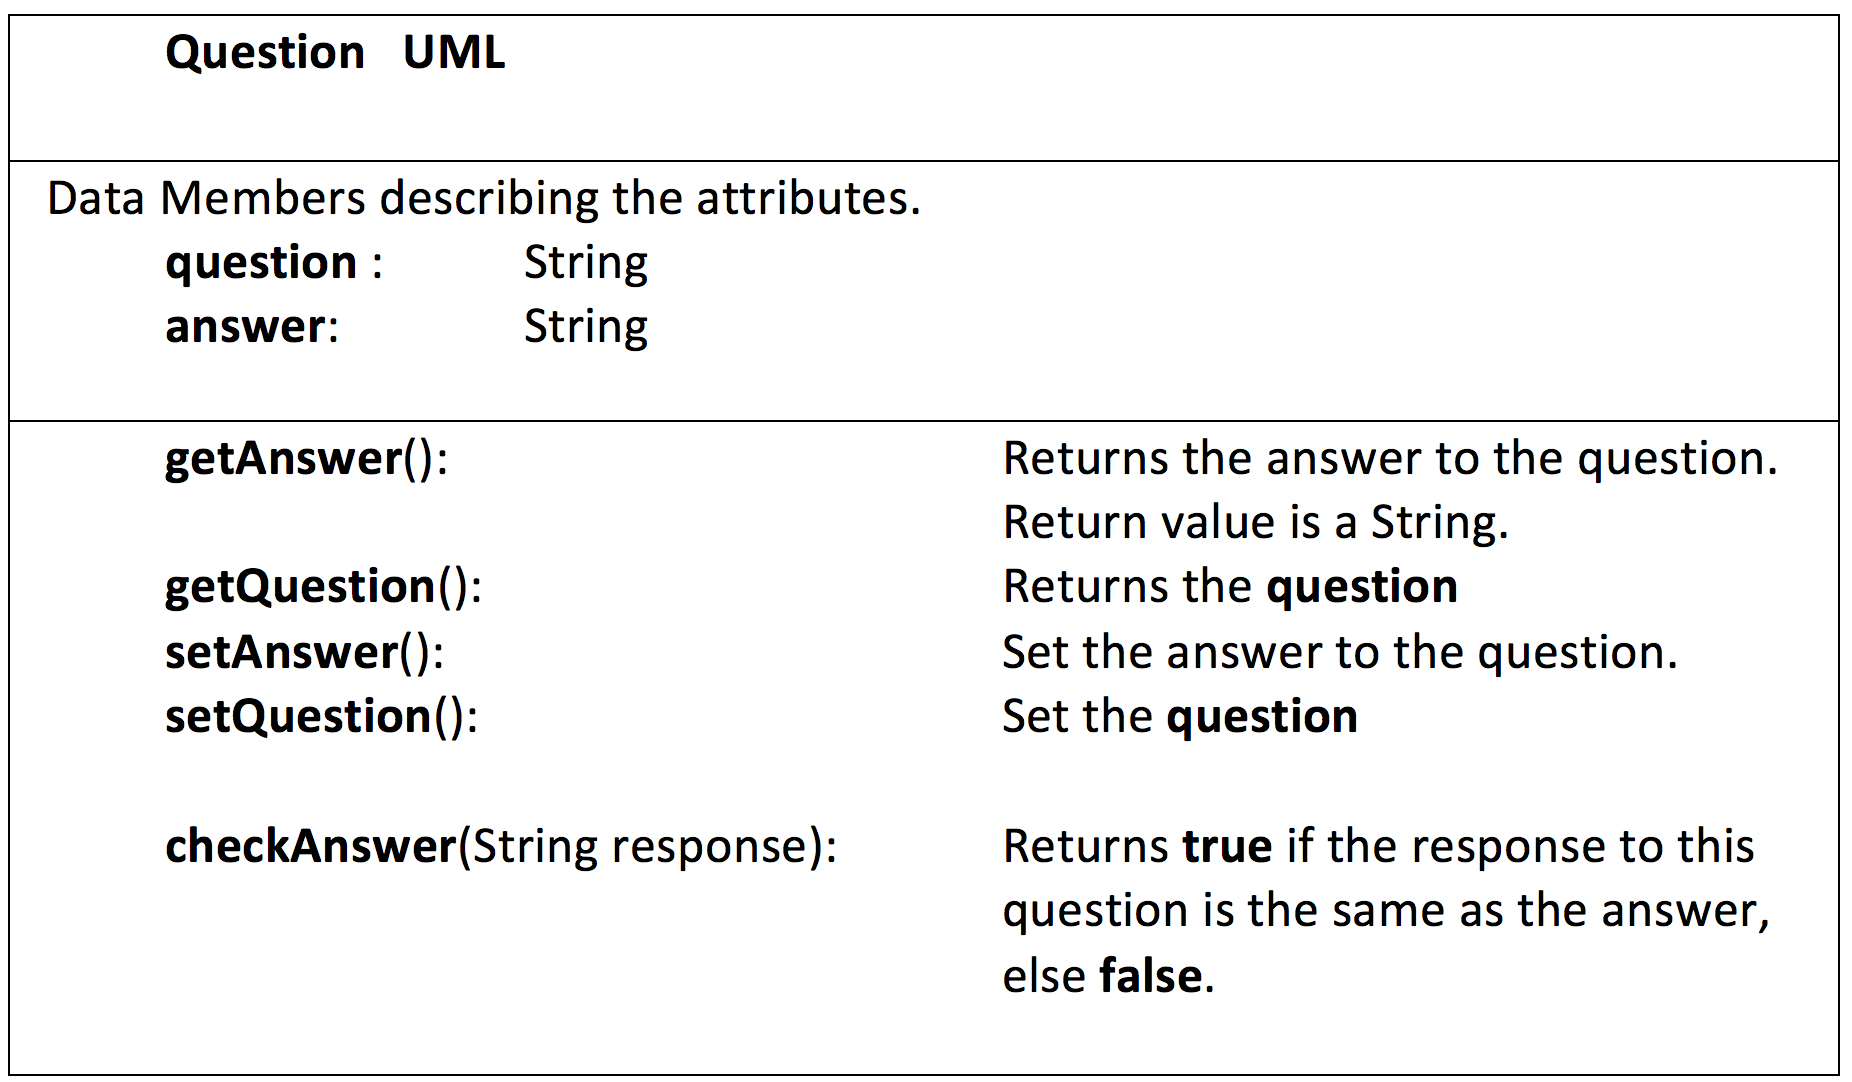 Question UML
Data Members describing the attributes.
question : String
answer: String
getAnswer(): Returns the answer to the question.
Return value is a String.
getQuestion(): Returns the question
setAnswer(): Set the answer to the question.
setQuestion(): Set the question
checkAnswer(String response): Returns true if the response to this
question is the same as the answer,
else false.